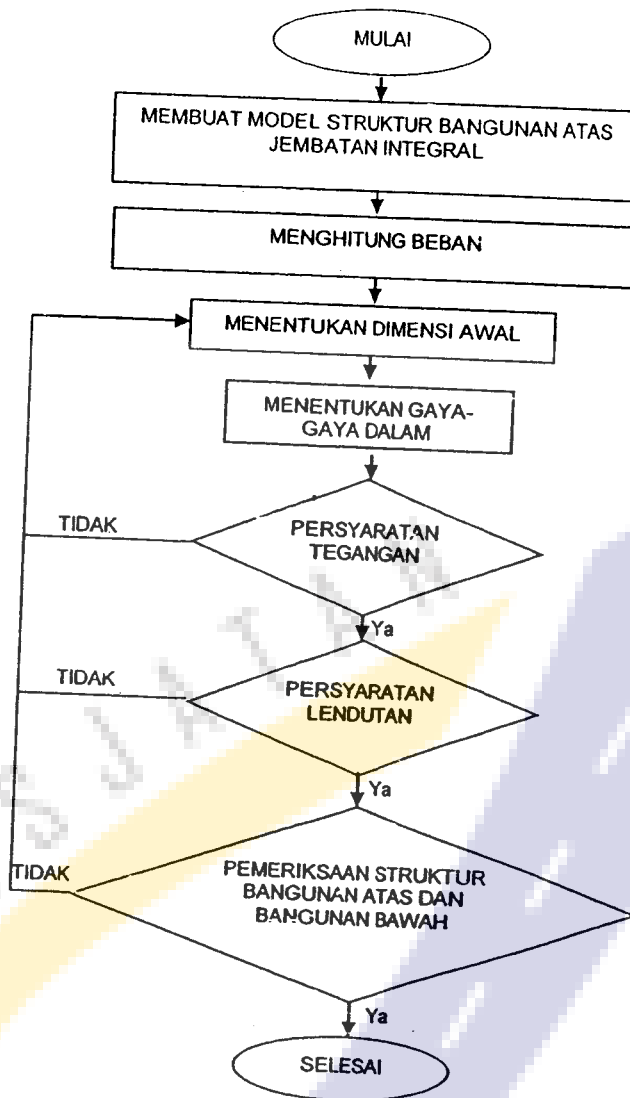 MULAI
MEMBUAT MODEL STRUKTUR BANGUNAN ATAS
JEMBATAN INTEGRAL
MENGHITUNG BEBAN
MENENTUKAN DIMENSI AWAL
MENENTUKAN GAYA-
GAYA DALAM
TIDAK
PERSYARATAN
TEGANGAN
Ya
TIDAK
PERSYARATAN
LENDUTAN
Ya
TIDAK
PEMERIKSAAN STRUKTUR
BANGUNAN ATAS DAN
BANGUNAN BAWAH
Ya
SELESAI
SJATAN